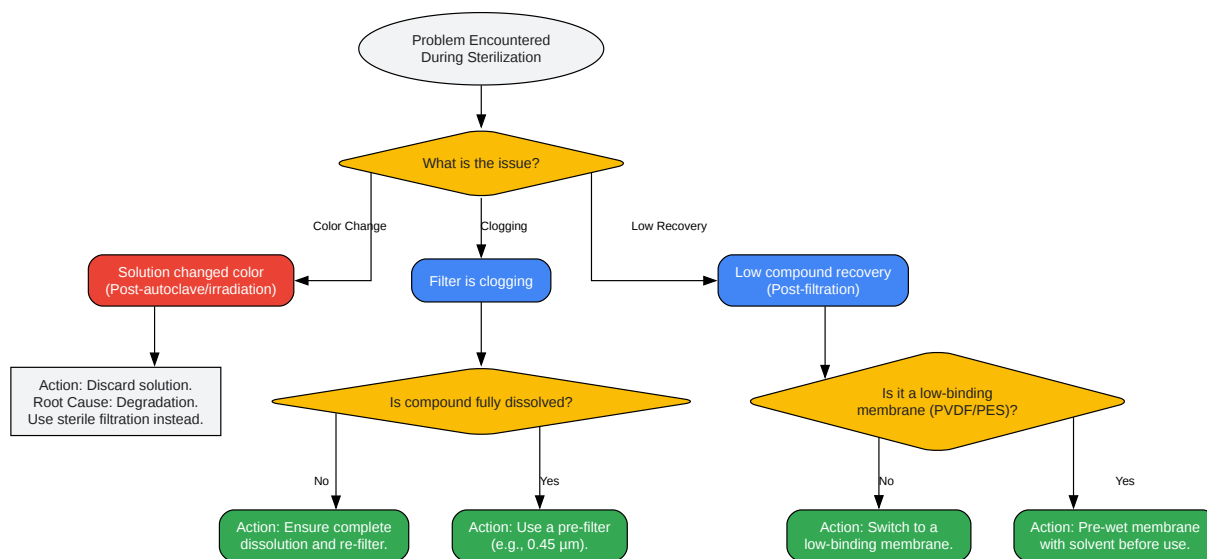 Problem Encountered
During Sterilization
What is the issue?
Color Change
Clogging
Low Recovery
Solution changed color
(Post-autoclave/irradiation)
Filter is clogging
Low compound recovery
(Post-filtration)
Action: Discard solution.
Root Cause: Degradation.
Use sterile filtration instead.
Is compound fully dissolved?
Is it a low-binding
membrane (PVDF/PES)?
No
Yes
No
Yes
Action: Ensure complete
dissolution and re-filter.
Action: Use a pre-filter
(e.g., 0.45 µm).
Action: Switch to a
low-binding membrane.
Action: Pre-wet membrane
with solvent before use.